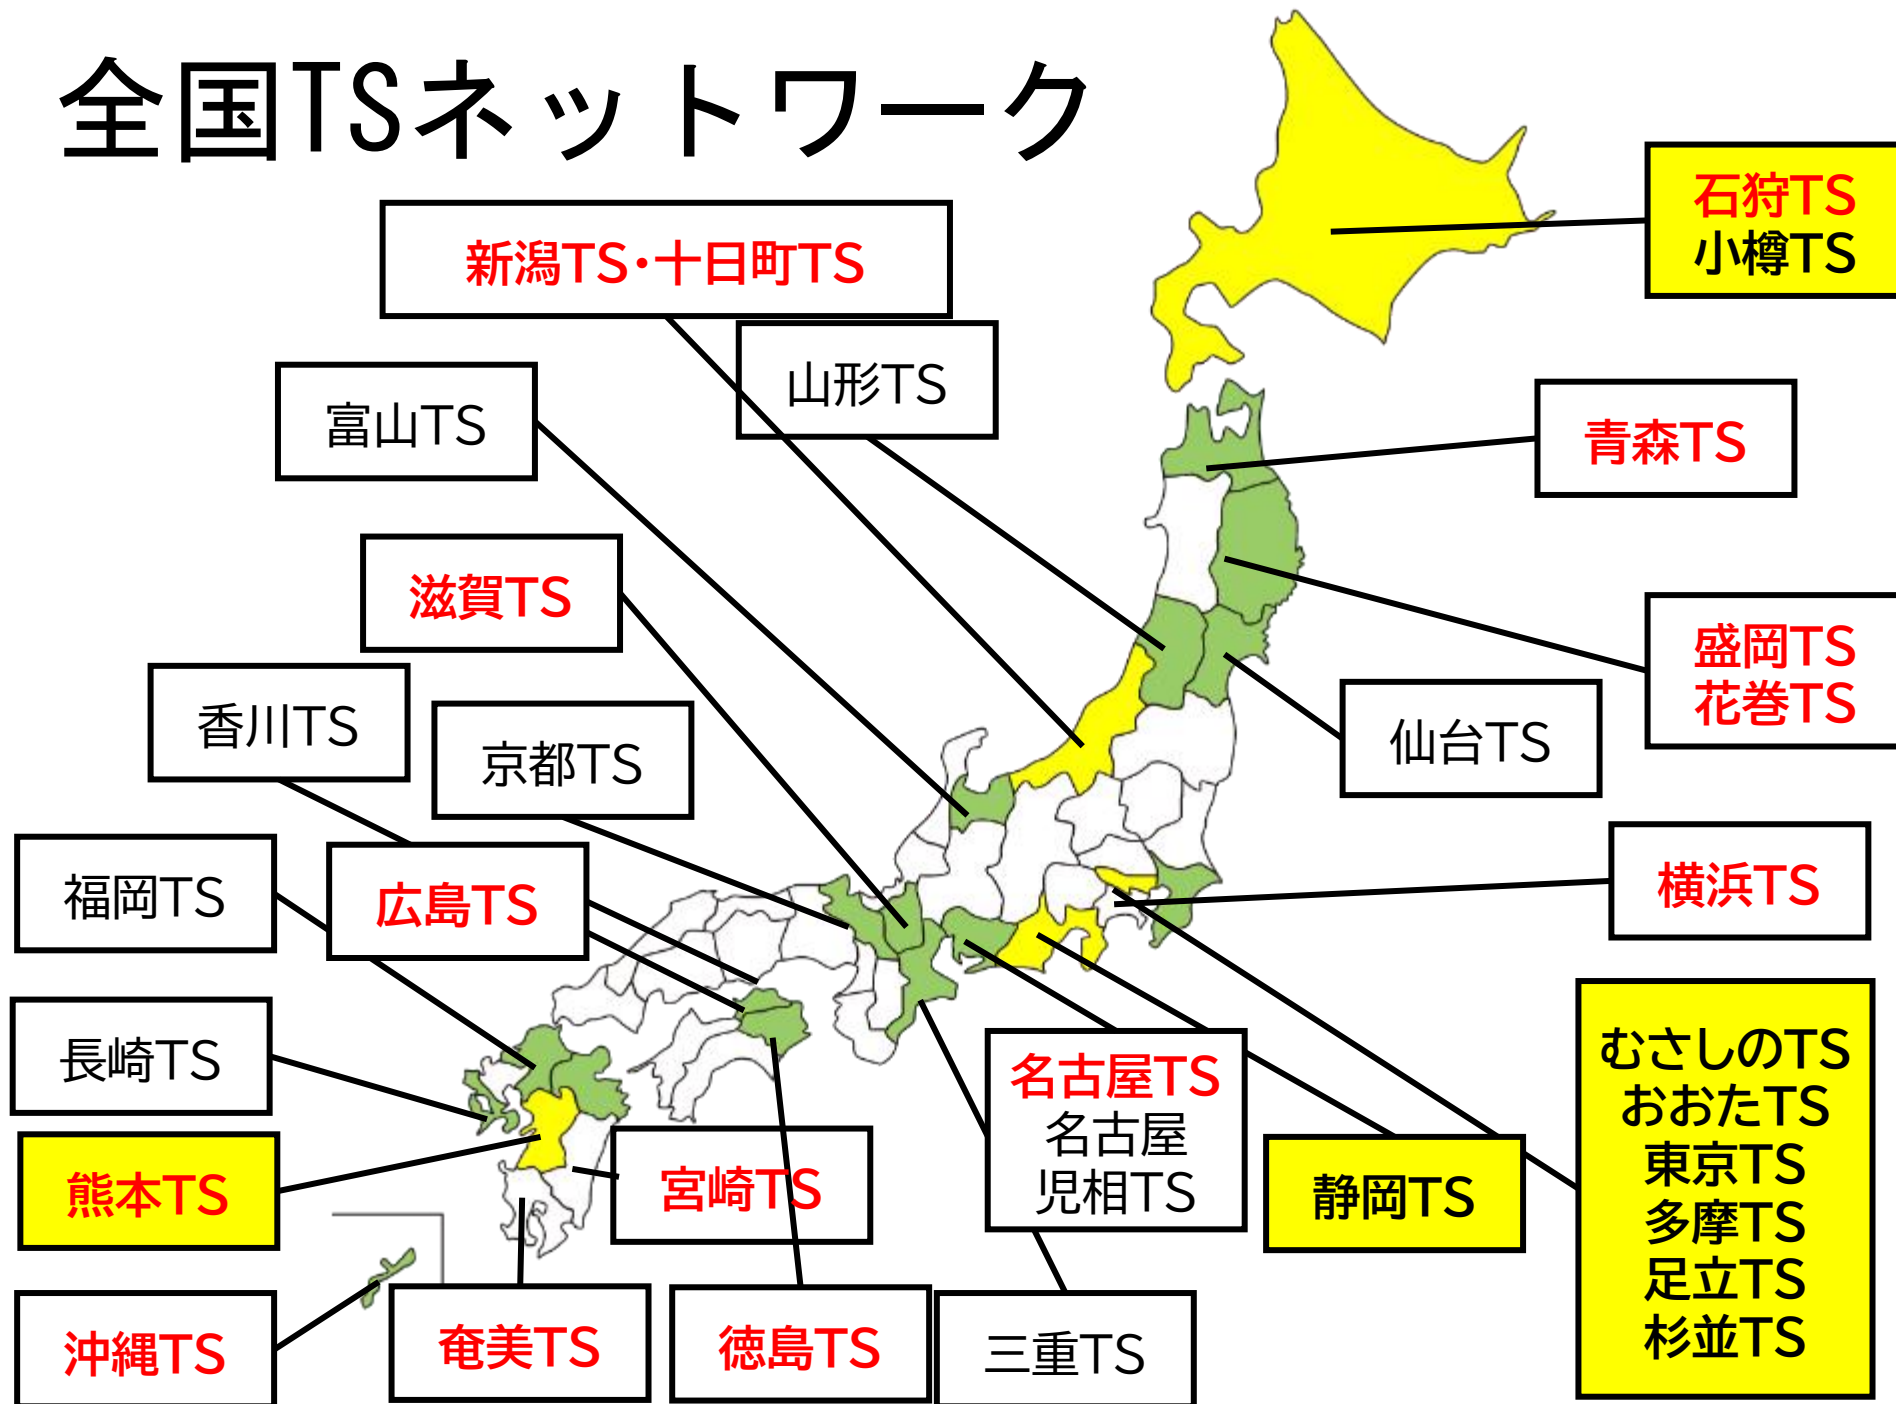 全国TSネットワーク
石狩TS
小樽TS
新潟TS・十日町TS
山形TS
富山TS
青森TS
滋賀TS
盛岡TS
花巻TS
香川TS
京都TS
仙台TS
福岡TS
広島TS
横浜TS
長崎TS
名古屋TS
名古屋
児相TS
むさしのTS
おおたTS
東京TS
多摩TS
足立TS
杉並TS
熊本TS
宮崎TS
静岡TS
沖縄TS
奄美TS
徳島TS
三重TS